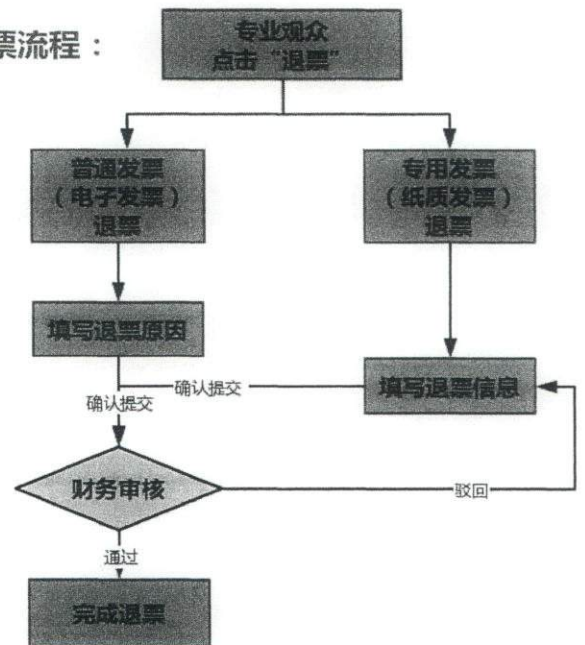 票流程：
专业观众
点击“退票”
普通发票
（电子发票）
退票
专用发票
（纸质发票）
退票
填写退票原因
填写退票信息
确认提交
确认提交
财务审核
驳回
通过
完成退票